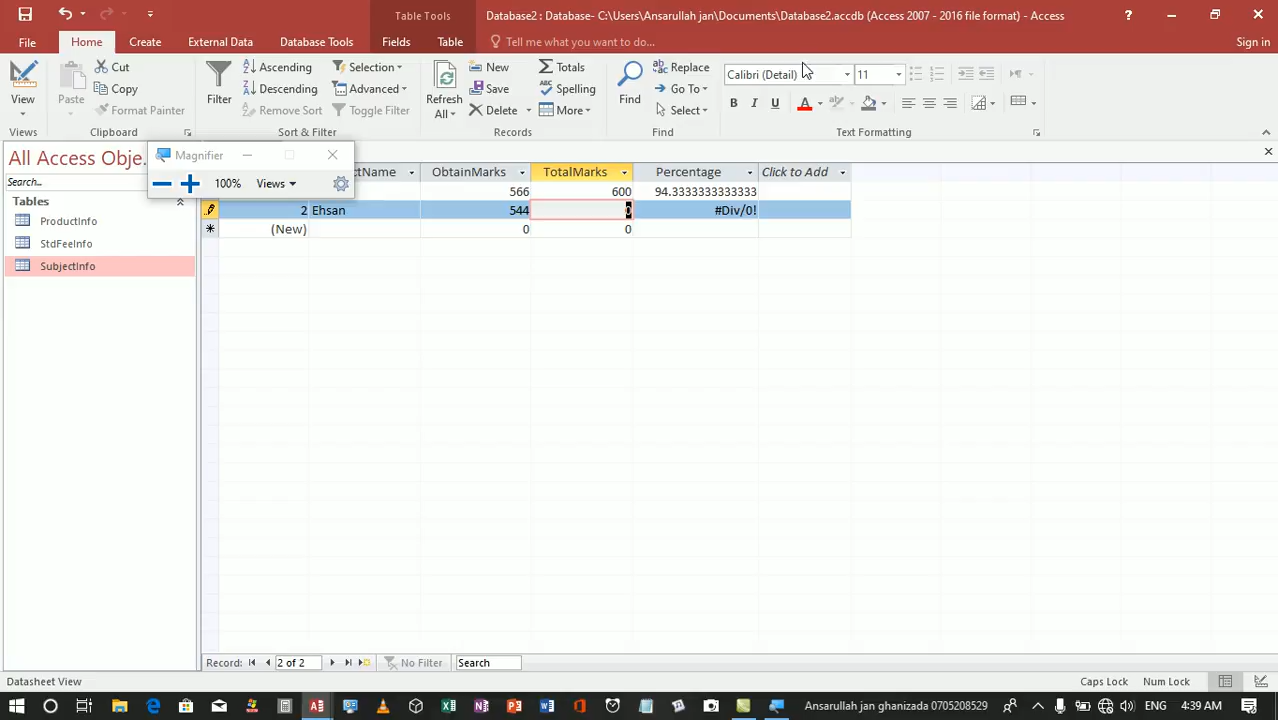 Table Tools
Database2 : Database- C:\Users\Ansarullah jan\Documents\Database2.accdb (Access 2007 - 2016 file format) - Access
?
File Home Create External Data Database Tools Fields Table Tell me what you want to do... Sign in
View
Views
Paste
Cut
Copy
Format Painter
Clipboard
Filter
Ascending
Descending
Remove Sort
Selection
Advanced
Toggle Filter
Sort & Filter
Refresh
All
New
Save
Delete
Totals
Spelling
More
Records
Find
Replace
Go To
Select
Find
Calibri (Detail) 11
B I U A
Text Formatting
All Access Obje...
Search...
Tables
ProductInfo
StdFeeInfo
SubjectInfo
Magnifier
100% Views
ctName ObtainMarks TotalMarks Percentage Click to Add
566 600 94.3333333333333
2 Ehsan 544 0 #Div/0!
(New) 0 0
Record: 2 of 2 No Filter Search
Datasheet View Caps Lock Num Lock
Ansarullah jan ghanizada 0705208529 ENG 4:39 AM